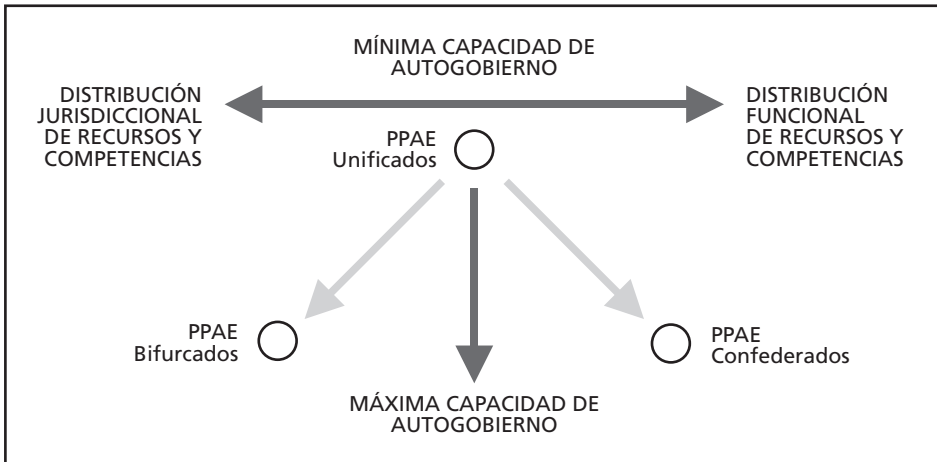 MÍNIMA CAPACIDAD DE
AUTOGOBIERNO
DISTRIBUCIÓN
JURISDICCIONAL
DE RECURSOS Y
COMPETENCIAS
DISTRIBUCIÓN
FUNCIONAL
DE RECURSOS Y
COMPETENCIAS
PPAE
Unificados
PPAE
Bifurcados
PPAE
Confederados
MÁXIMA CAPACIDAD DE
AUTOGOBIERNO